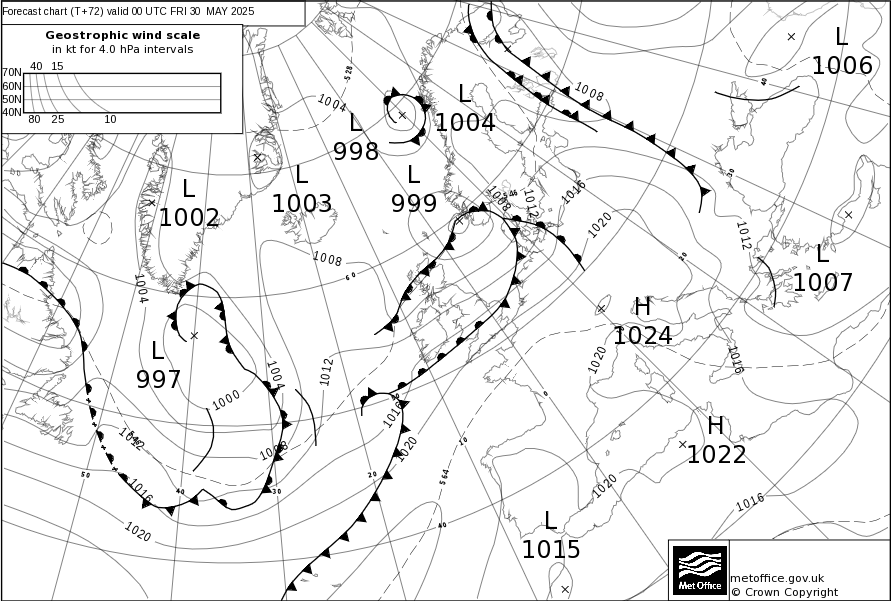 Forecast chart (T+72) valid 00 UTC FRI 30 MAY 2025
Geostrophic wind scale
in kt for 4.0 hPa intervals
40 15
70N
60N
50N
40N
80 25 10
L
1006
L
1004
L
998
L
1003
L
999
L
1002
L
1007
H
1024
L
997
H
1022
L
1015
528
1004
1008
40
30
1016
546
1008
1012
1020
1012
1008
60
20
1004
1020
1016
1012
1004
1000
0
1016
1012
1008
1020
10
50
40
30
20
564
1016
1020
1016
1020
40
Met Office
metoffice.gov.uk
© Crown Copyright